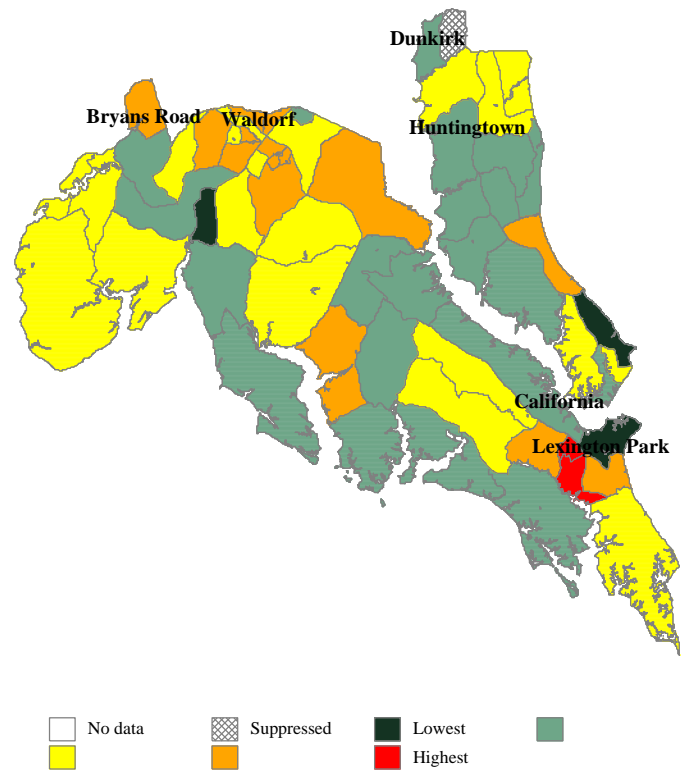 Dunkirk
Bryans Road
Waldorf
Huntingtown
California
Lexington Park
No data
Suppressed
Lowest
Highest